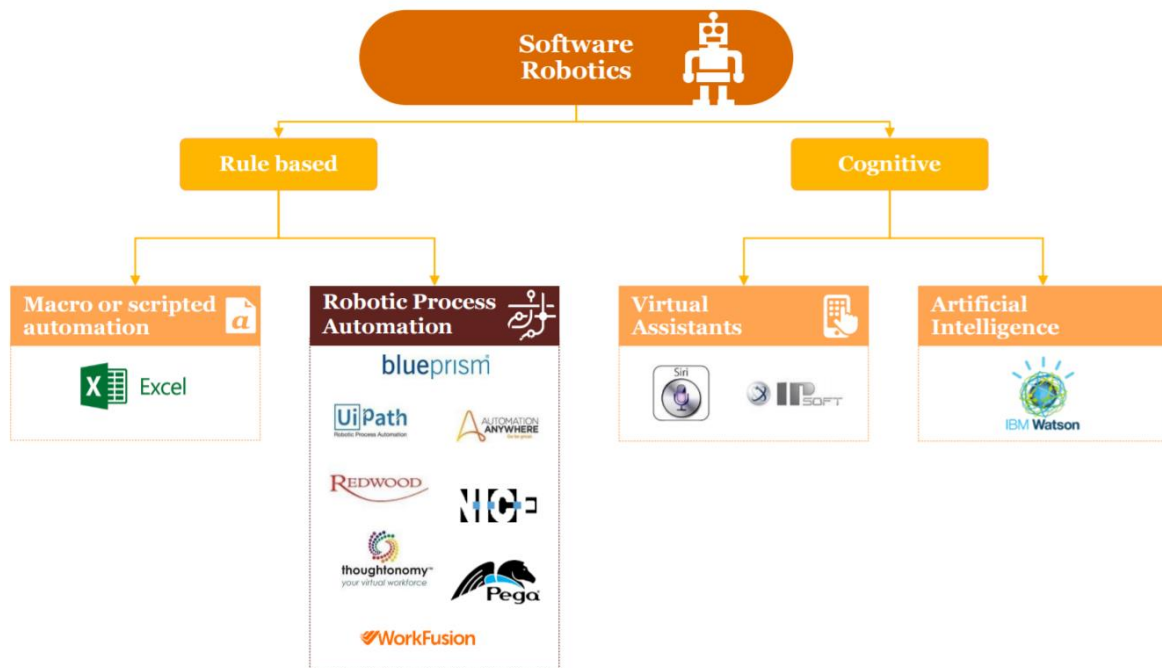 Software
Robotics
Rule based
Cognitive
Macro or scripted
automation
a
X
Excel
Robotic Process
Automation
blueprism
UiPath
Robotic Process Automation
AUTOMATION
ANYWHERE
REDWOOD
NICE
thoughtonomy™
your virtual workforce
Pega
WorkFusion
Virtual
Assistants
Siri
IPSOFT
Artificial
Intelligence
IBM Watson